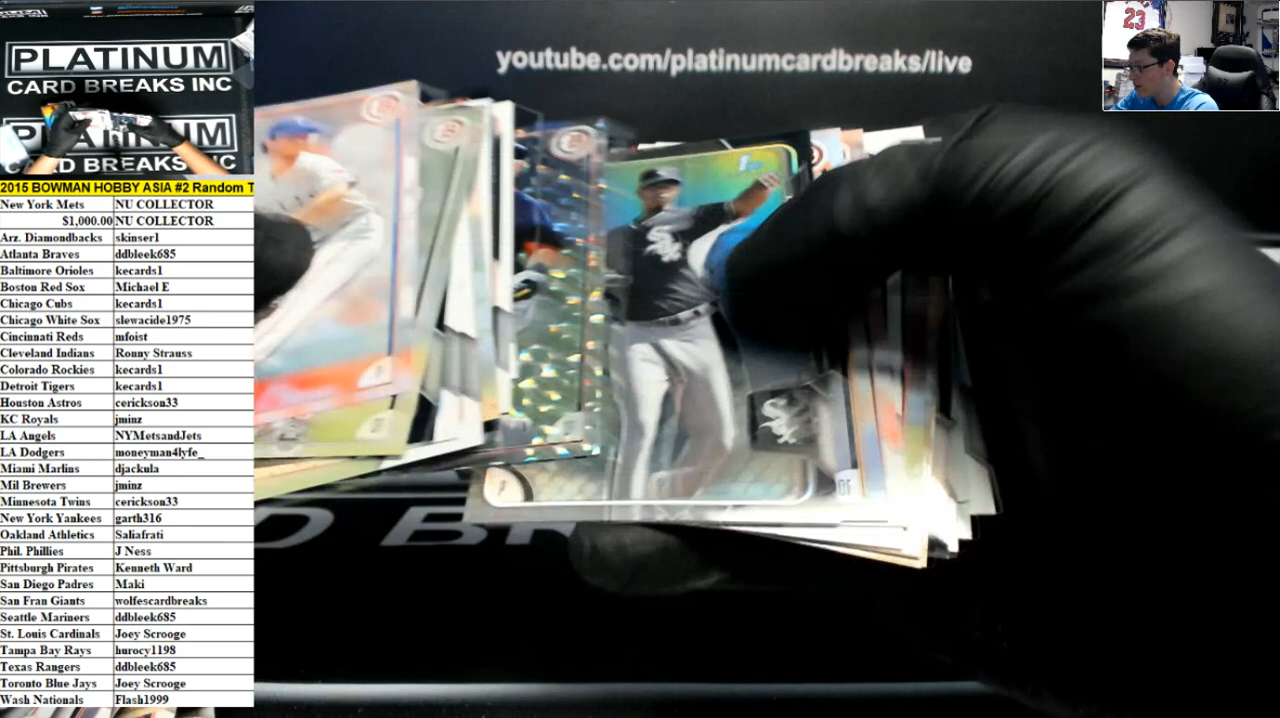 PLATINUM
CARD BREAKS INC
CARD BREAKS INC
youtube.com/platinumcardbreaks/live
23
2015 BOWMAN HOBBY ASIA #2 Random T
New York Mets NU COLLECTOR
$1,000.00 NU COLLECTOR
Arz. Diamondbacks skinser1
Atlanta Braves ddbleek685
Baltimore Orioles kecards1
Boston Red Sox Michael E
Chicago Cubs kecards1
Chicago White Sox slewacide1975
Cincinnati Reds mfoist
Cleveland Indians Ronny Strauss
Colorado Rockies kecards1
Detroit Tigers kecards1
Houston Astros cerickson33
KC Royals jminz
LA Angels NYMetsandJets
LA Dodgers moneyman4lyfe_
Miami Marlins djackula
Mil Brewers jminz
Minnesota Twins cerickson33
New York Yankees garth316
Oakland Athletics Saliafrati
Phil. Phillies J Ness
Pittsburgh Pirates Kenneth Ward
San Diego Padres Maki
San Fran Giants wolfescardbreaks
Seattle Mariners ddbleek685
St. Louis Cardinals Joey Scrooge
Tampa Bay Rays hurocy1198
Texas Rangers ddbleek685
Toronto Blue Jays Joey Scrooge
Wash Nationals Flash1999